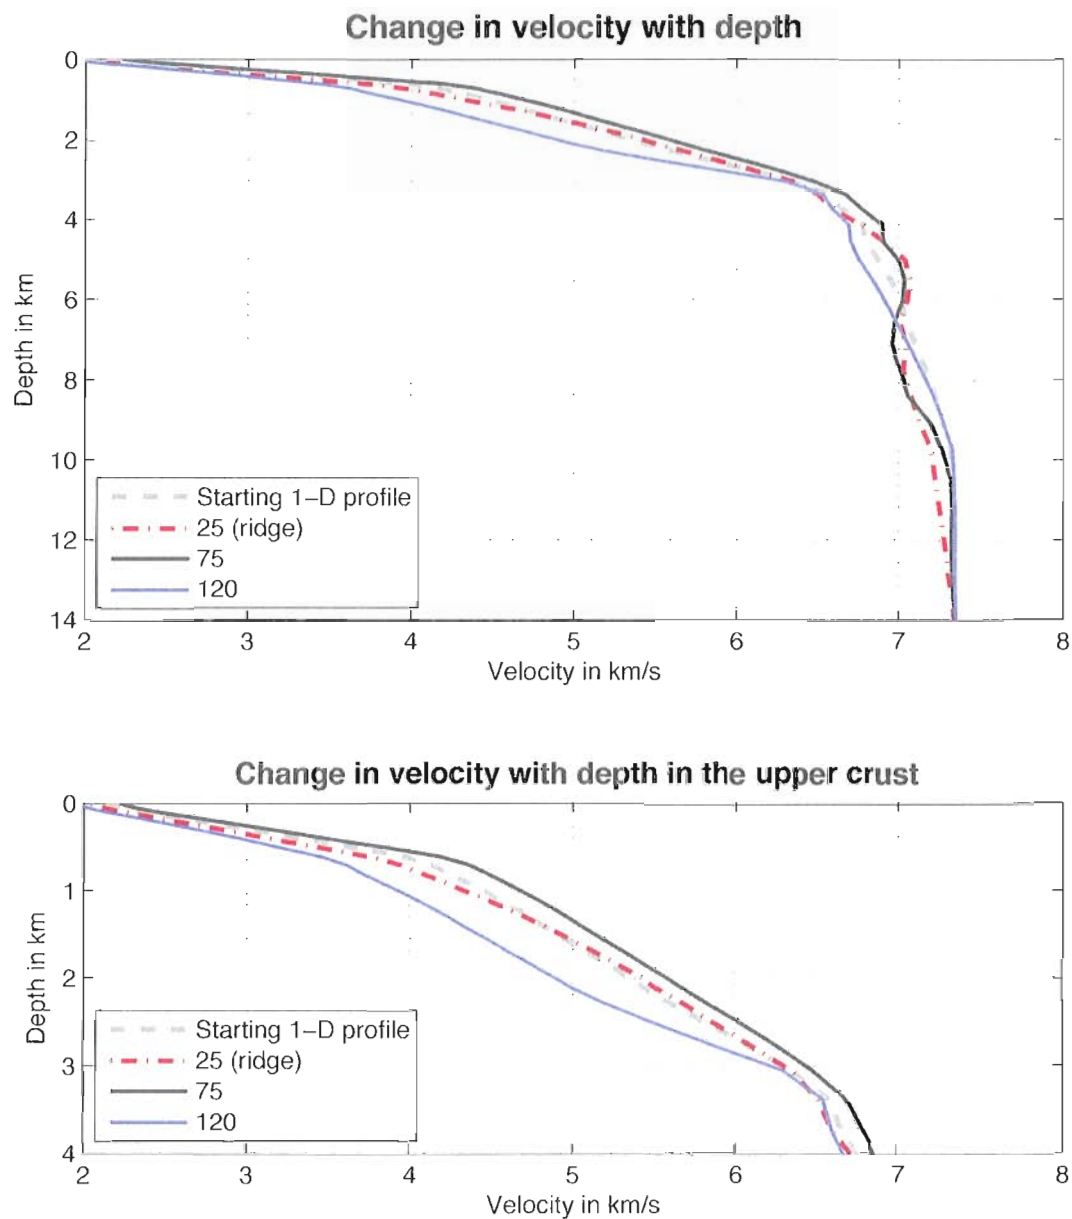 Change in velocity with depth
0
2
4
6
8
10
12
14
Depth in km
Starting 1–D profile
25 (ridge)
75
120
2 3 4 5 6 7 8
Velocity in km/s
Change in velocity with depth in the upper crust
0
1
2
3
4
Depth in km
Starting 1–D profile
25 (ridge)
75
120
2 3 4 5 6 7 8
Velocity in km/s